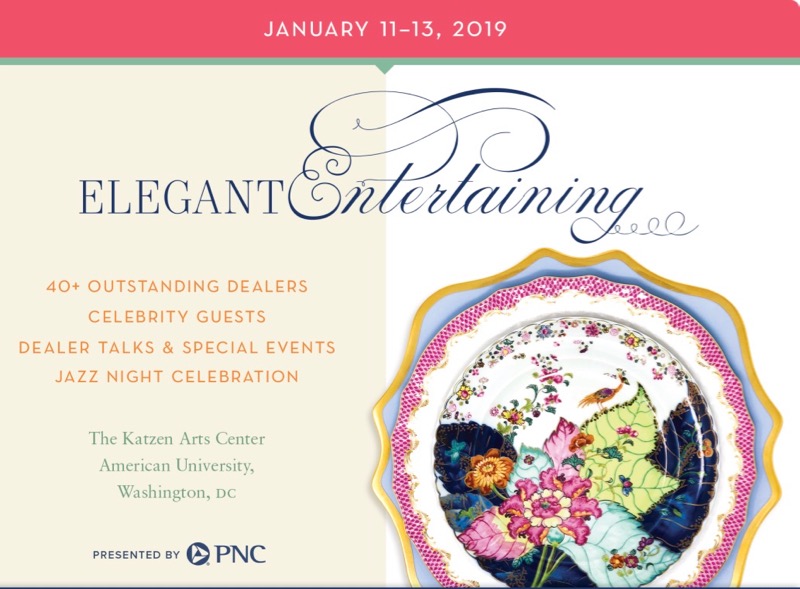 JANUARY 11–13, 2019
ELEGANT Entertaining
40+ OUTSTANDING DEALERS
CELEBRITY GUESTS
DEALER TALKS & SPECIAL EVENTS
JAZZ NIGHT CELEBRATION
The Katzen Arts Center
American University,
Washington, DC
PRESENTED BY PNC